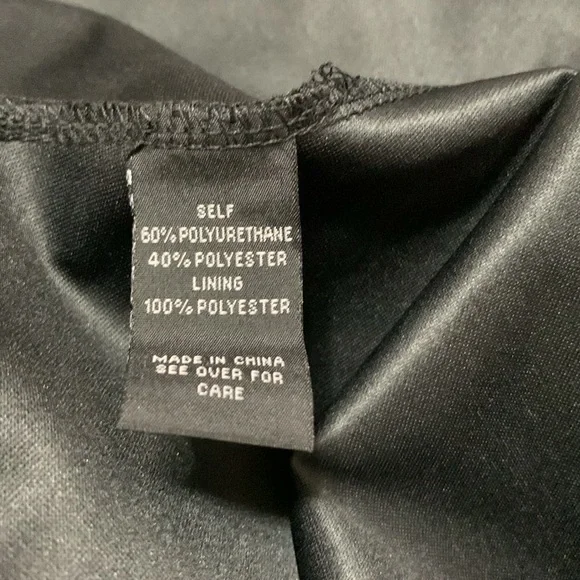 SELF
60% POLYURETHANE
40% POLYESTER
LINING
100% POLYESTER
MADE IN CHINA
SEE OVER FOR
CARE